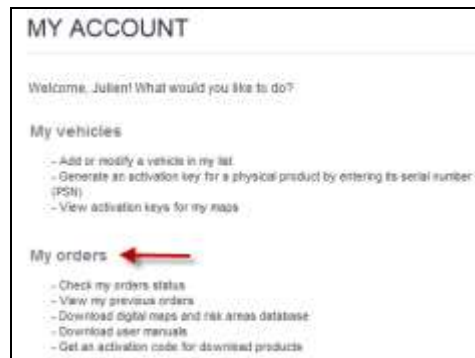 MY ACCOUNT
Welcome, Julien! What would you like to do?
My vehicles
- Add or modify a vehicle in my list
- Generate an activation key for a physical product by entering its serial number
(PSN)
- View activation keys for my maps
My orders
- Check my orders status
- View my previous orders
- Download digital maps and risk areas database
- Download user manuals
- Get an activation code for download products